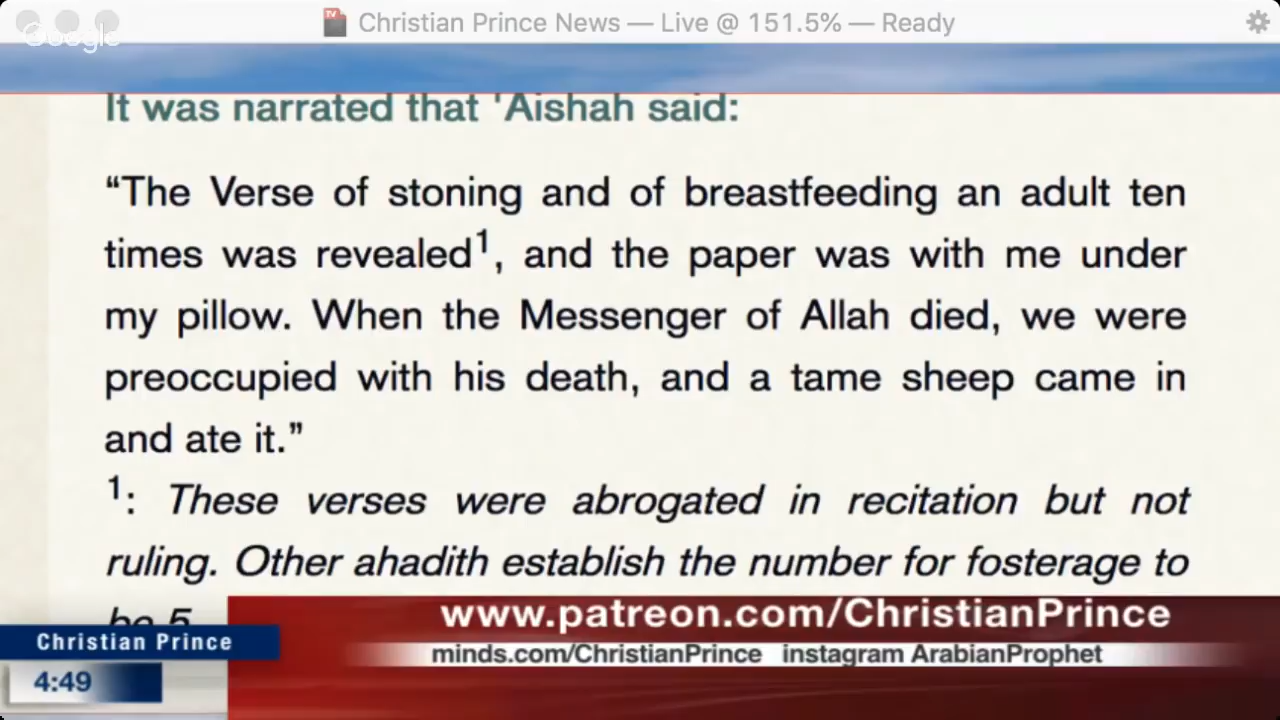 Christian Prince News — Live @ 151.5% — Ready
Google
It was narrated that 'Aishah said:
“The Verse of stoning and of breastfeeding an adult ten
times was revealed¹, and the paper was with me under
my pillow. When the Messenger of Allah died, we were
preoccupied with his death, and a tame sheep came in
and ate it.”
¹: These verses were abrogated in recitation but not
ruling. Other ahadith establish the number for fosterage to
be 5
www.patreon.com/ChristianPrince
Christian Prince
minds.com/ChristianPrince instagram ArabianProphet
4:49